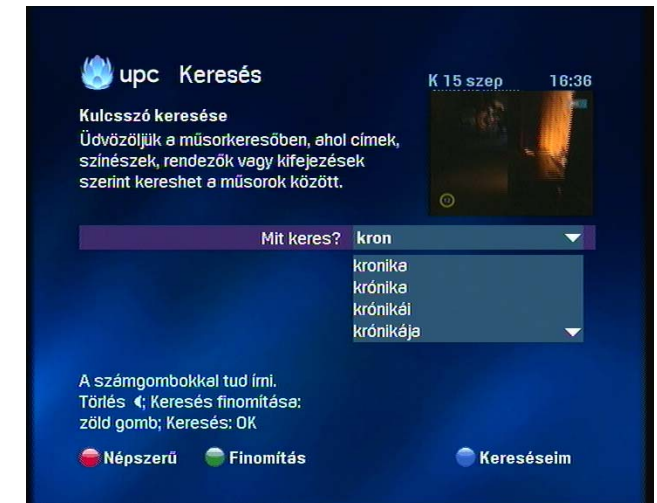 upc Keresés
K 15 szep 16:36
Kulcsszó keresése
Üdvözöljük a műsorkeresőben, ahol címek,
színészek, rendezők vagy kifejezések
szerint kereshet a műsorok között.
Mit keres? kron
kronika
krónika
krónikái
krónikája
A számgombokkal tud írni.
Törlés ; Keresés finomítása:
zöld gomb; Keresés: OK
Népszerű Finomítás Kereséseim